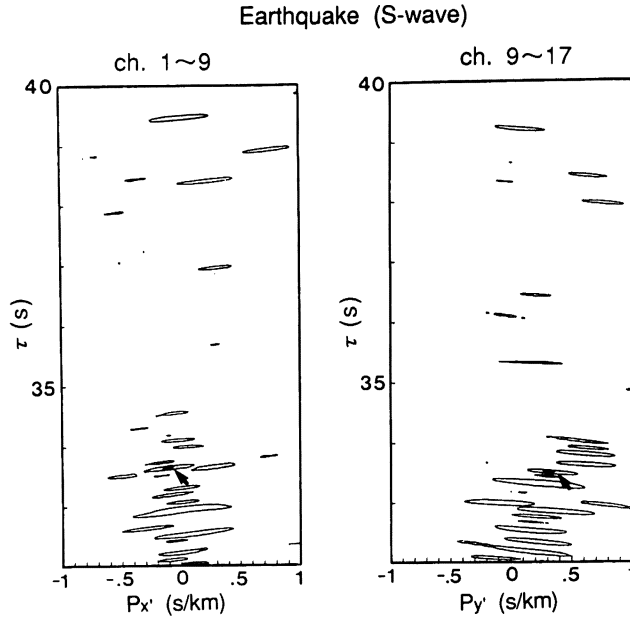 Earthquake (S-wave)
ch. 1~9
ch. 9~17
40
40
τ (s)
τ (s)
35
35
-1 -.5 0 .5 1
-1 0 .5 1
Px' (s/km)
Py' (s/km)